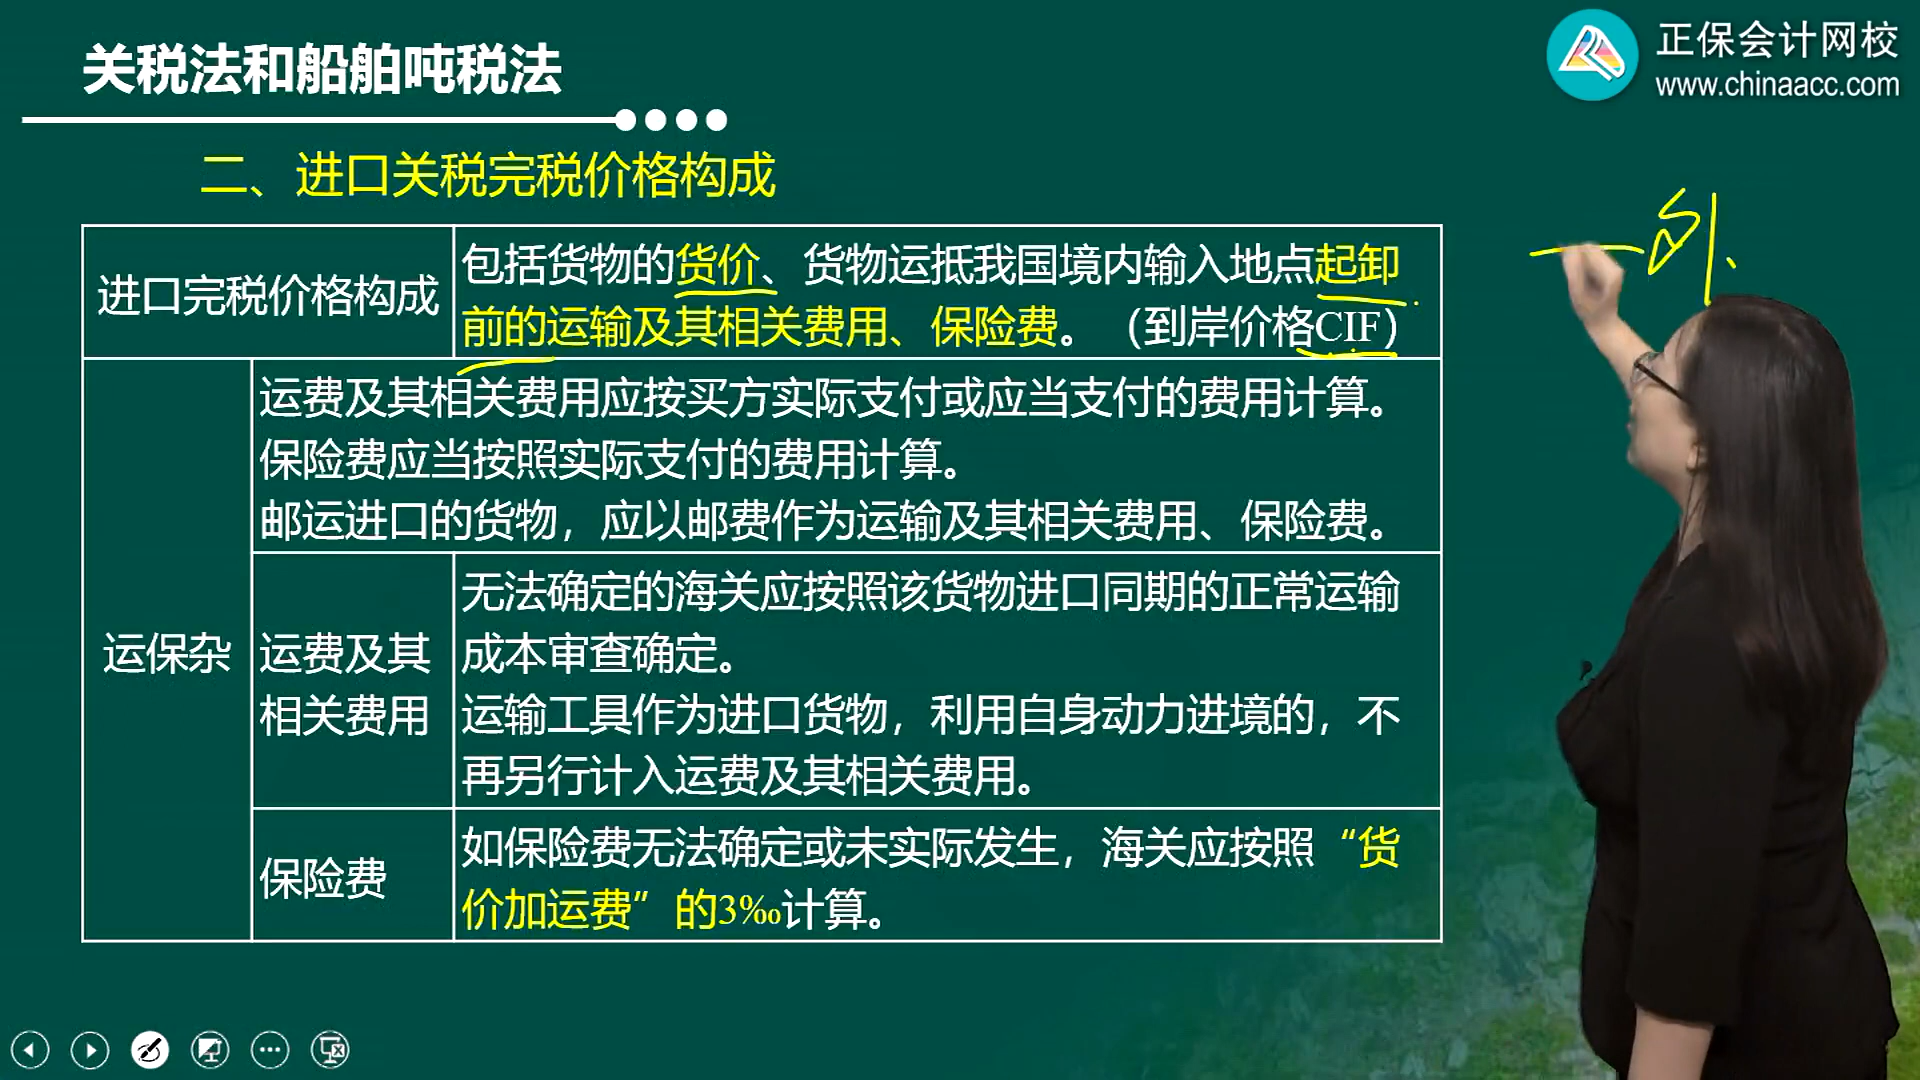 关税法和船舶吨税法
正保会计网校
www.chinaacc.com
二、进口关税完税价格构成
进口完税价格构成
包括货物的货价、货物运抵我国境内输入地点起卸
前的运输及其相关费用、保险费。（到岸价格CIF）
运保杂
运费及其相关费用应按买方实际支付或应当支付的费用计算。
保险费应当按照实际支付的费用计算。
邮运进口的货物，应以邮费作为运输及其相关费用、保险费。
运费及其
相关费用
无法确定的海关应按照该货物进口同期的正常运输
成本审查确定。
运输工具作为进口货物，利用自身动力进境的，不
再另行计入运费及其相关费用。
保险费
如保险费无法确定或未实际发生，海关应按照“货
价加运费”的3‰计算。